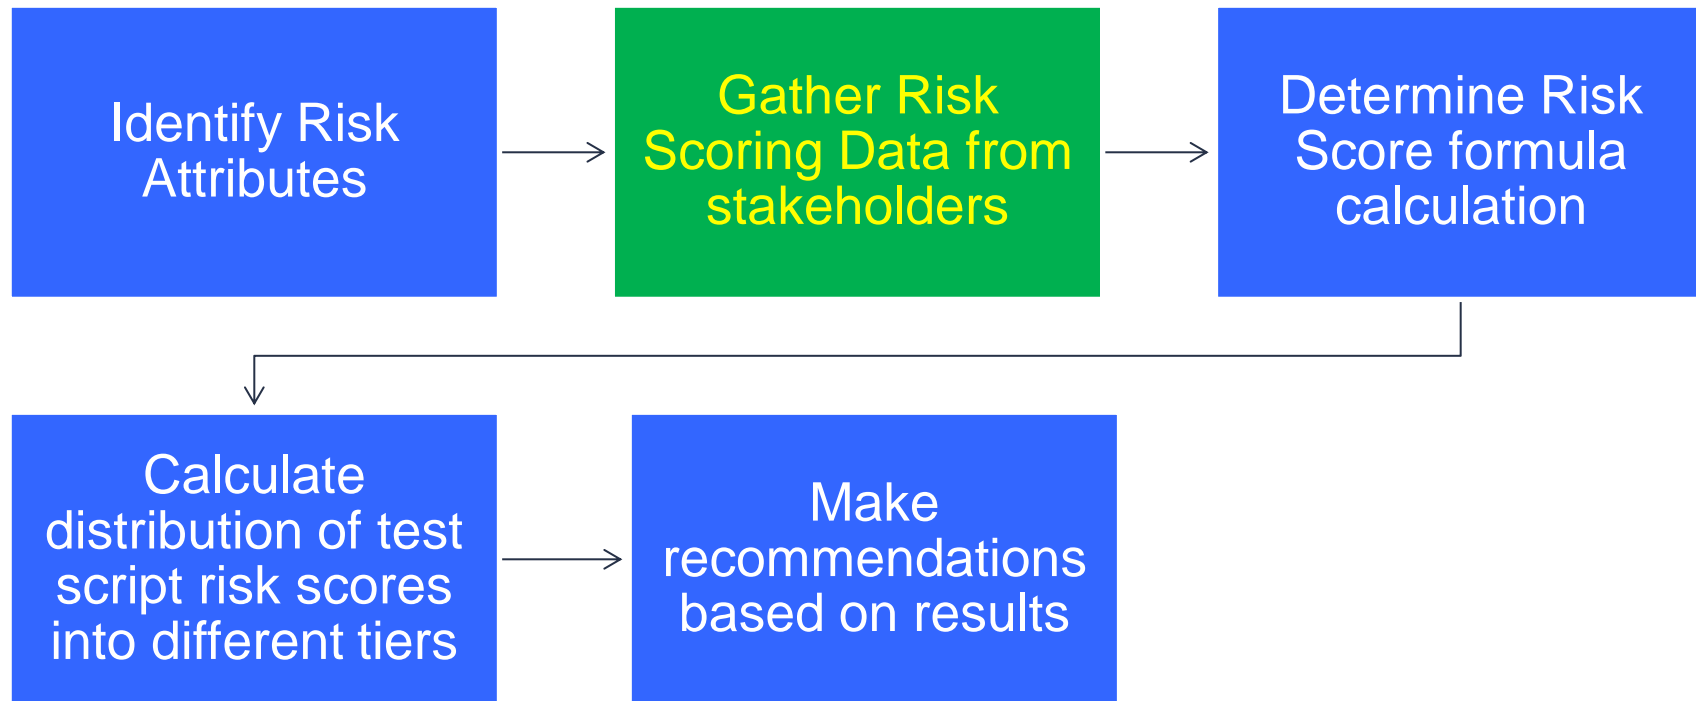 Identify Risk
Attributes
Gather Risk
Scoring Data from
stakeholders
Determine Risk
Score formula
calculation
Calculate
distribution of test
script risk scores
into different tiers
Make
recommendations
based on results